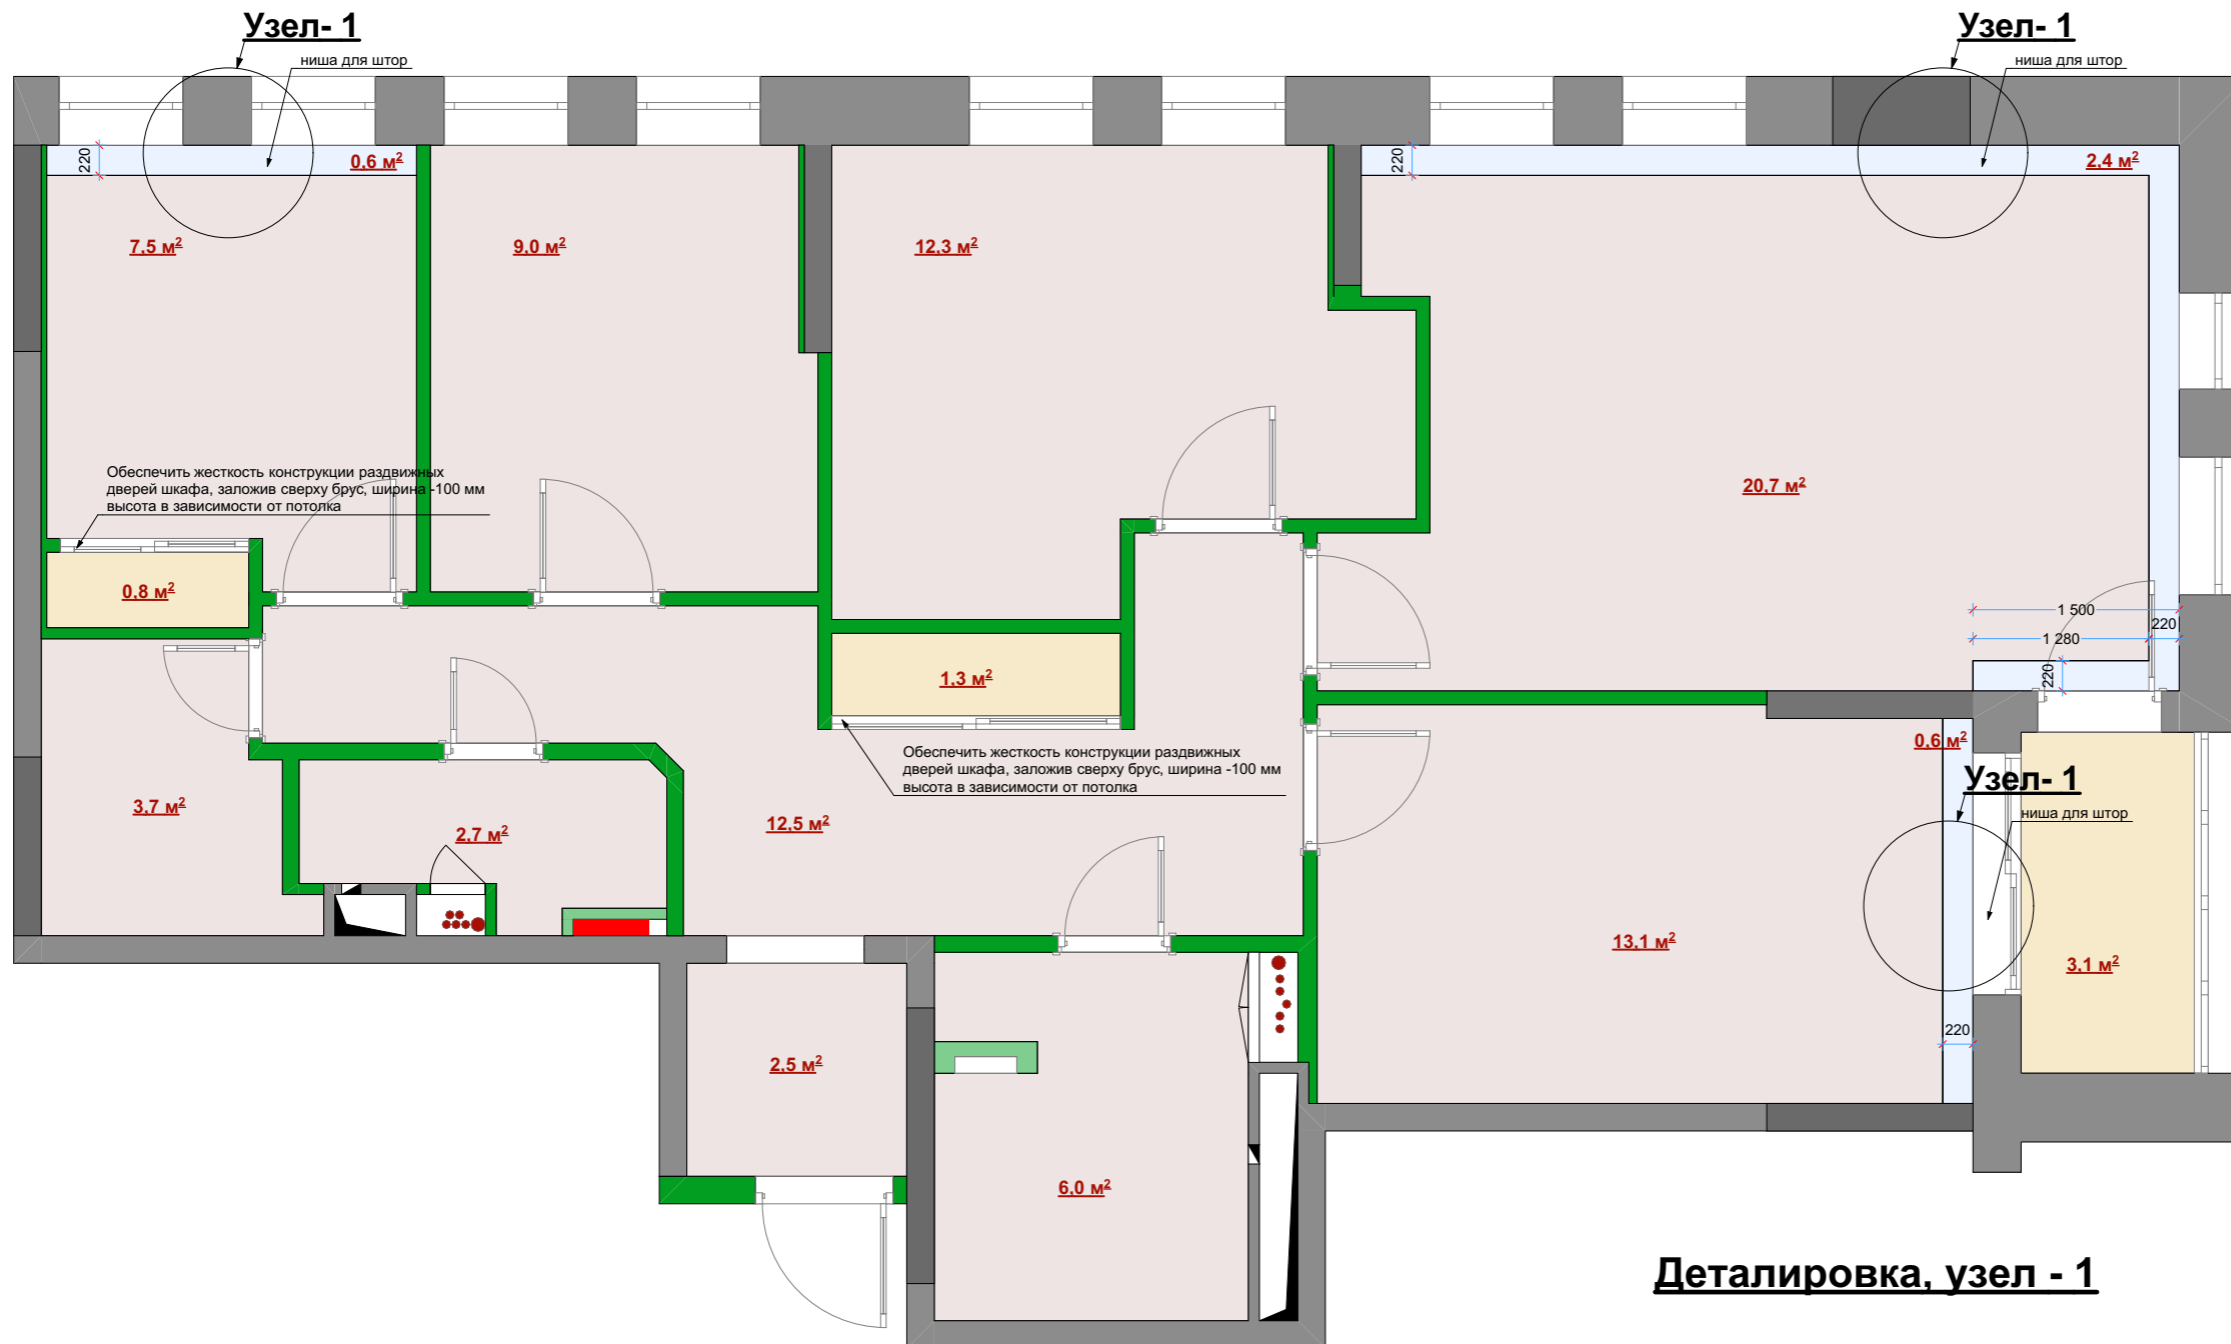 Узел- 1
Узел- 1
ниша для штор
ниша для штор
220
0,6 м²
220
2,4 м²
7,5 м²
9,0 м²
12,3 м²
20,7 м²
Обеспечить жесткость конструкции раздвижных
дверей шкафа, заложив сверху брус, ширина -100 мм
высота в зависимости от потолка
0,8 м²
1 500
220
1 280
220
1,3 м²
0,6 м²
Обеспечить жесткость конструкции раздвижных
дверей шкафа, заложив сверху брус, ширина -100 мм
высота в зависимости от потолка
Узел- 1
ниша для штор
3,7 м²
2,7 м²
12,5 м²
13,1 м²
3,1 м²
220
2,5 м²
6,0 м²
Деталировка, узел - 1